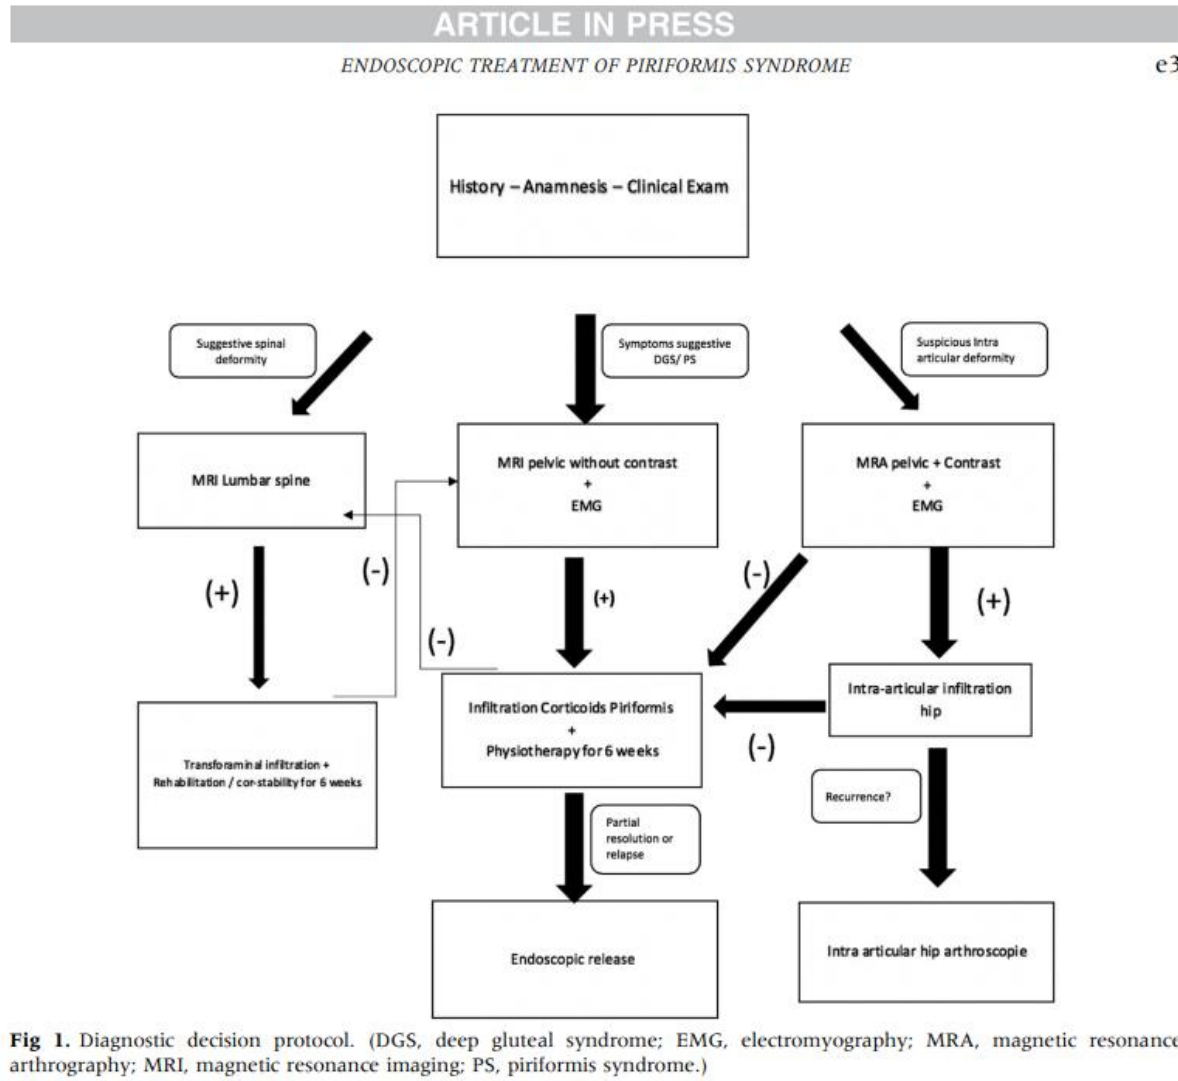 ARTICLE IN PRESS
ENDOSCOPIC TREATMENT OF PIRIFORMIS SYNDROME
e3
History – Anamnesis – Clinical Exam
Suggestive spinal
deformity
Symptoms suggestive
DGS/ PS
Suspicious Intra
articular deformity
MRI Lumbar spine
MRI pelvic without contrast
+
EMG
MRA pelvic + Contrast
+
EMG
(+)
(-)
(-)
(+)
(-)
(+)
Transforaminal infiltration +
Rehabilitation / cor-stability for 6 weeks
Infiltration Corticoids Piriformis
+
Physiotherapy for 6 weeks
Intra-articular infiltration
hip
(-)
Partial
resolution or
relapse
Recurrence?
Endoscopic release
Intra articular hip arthroscopie
Fig 1. Diagnostic decision protocol. (DGS, deep gluteal syndrome; EMG, electromyography; MRA, magnetic resonance
arthrography; MRI, magnetic resonance imaging; PS, piriformis syndrome.)